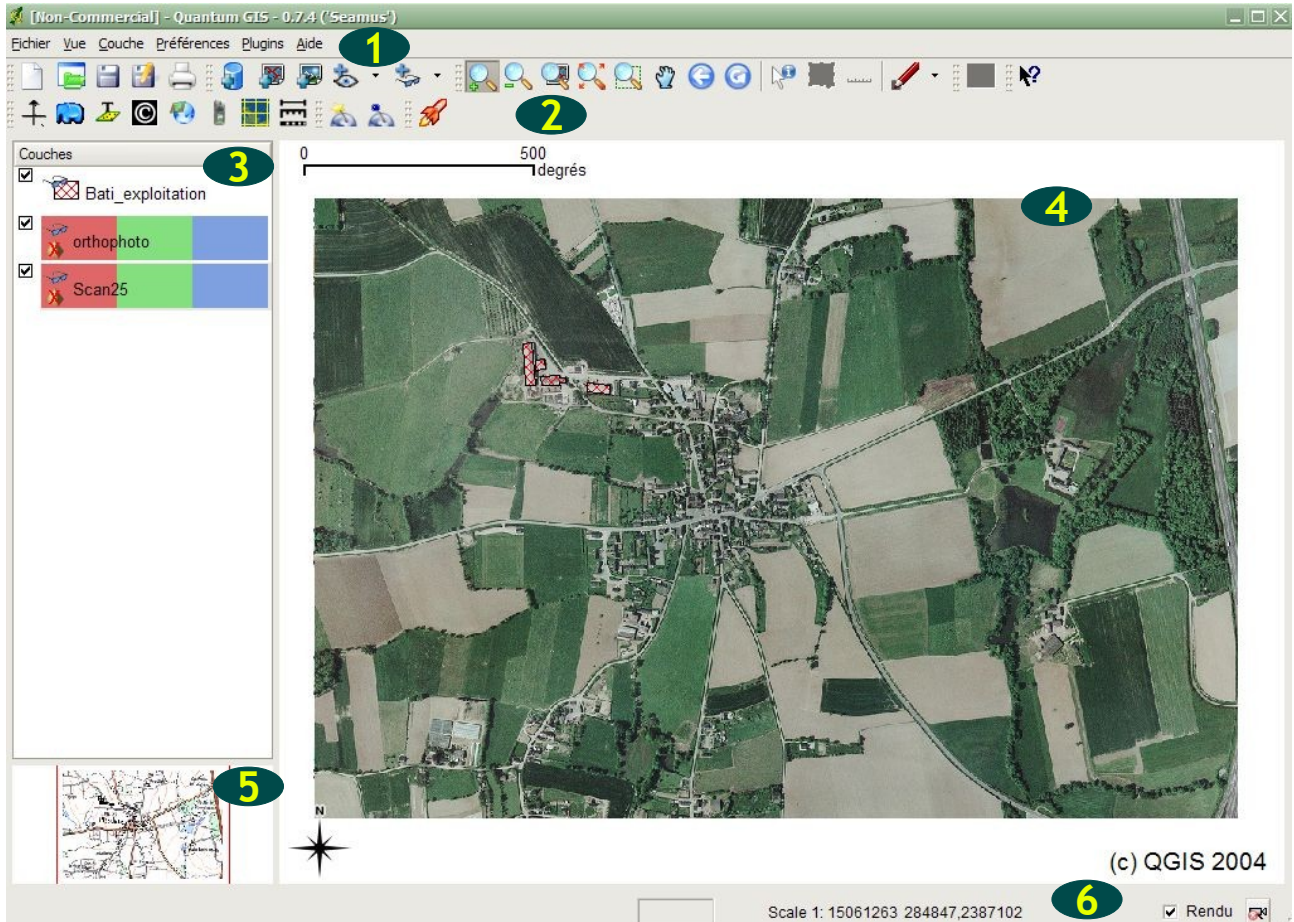 [Non-Commercial] - Quantum GIS - 0.7.4 ('Seamus')
Fichier Vue Couche Préférences Plugins Aide
1
2
Couches
3
Bati_exploitation
orthophoto
Scan25
0 500
degrés
4
5
N
(c) QGIS 2004
6
Scale 1: 15061263 284847,2387102
Rendu